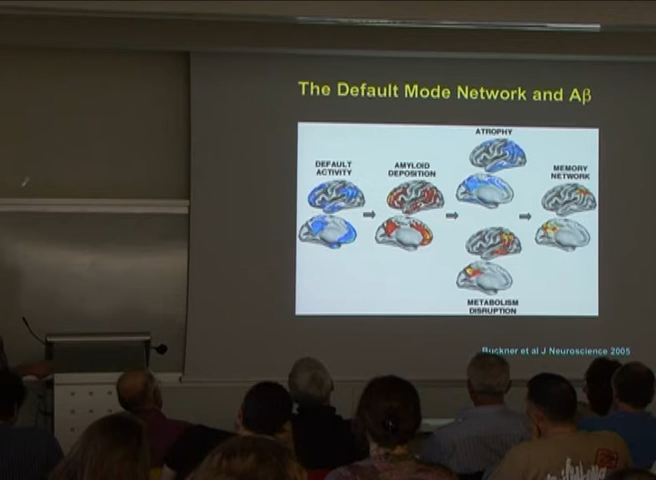 The Default Mode Network and Aβ
ATROPHY
DEFAULT
ACTIVITY
AMYLOID
DEPOSITION
MEMORY
NETWORK
METABOLISM
DISRUPTION
Buckner et al J Neuroscience 2005